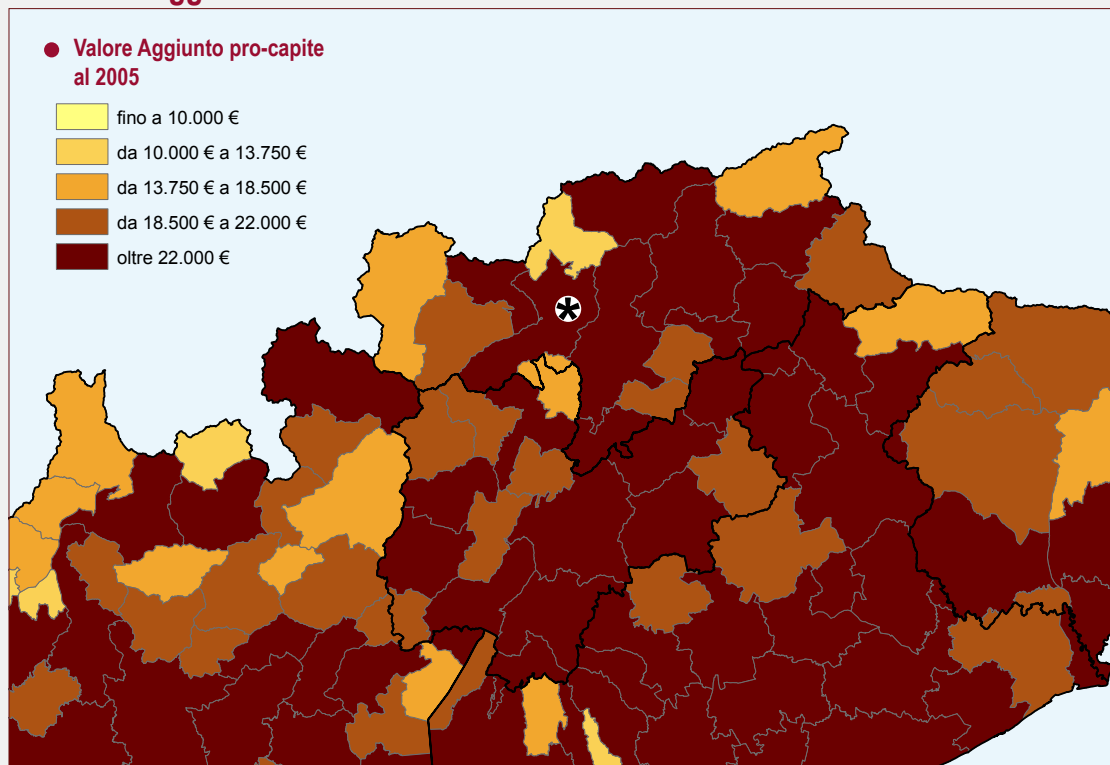 Valore Aggiunto pro-capite
al 2005
fino a 10.000 €
da 10.000 € a 13.750 €
da 13.750 € a 18.500 €
da 18.500 € a 22.000 €
oltre 22.000 €